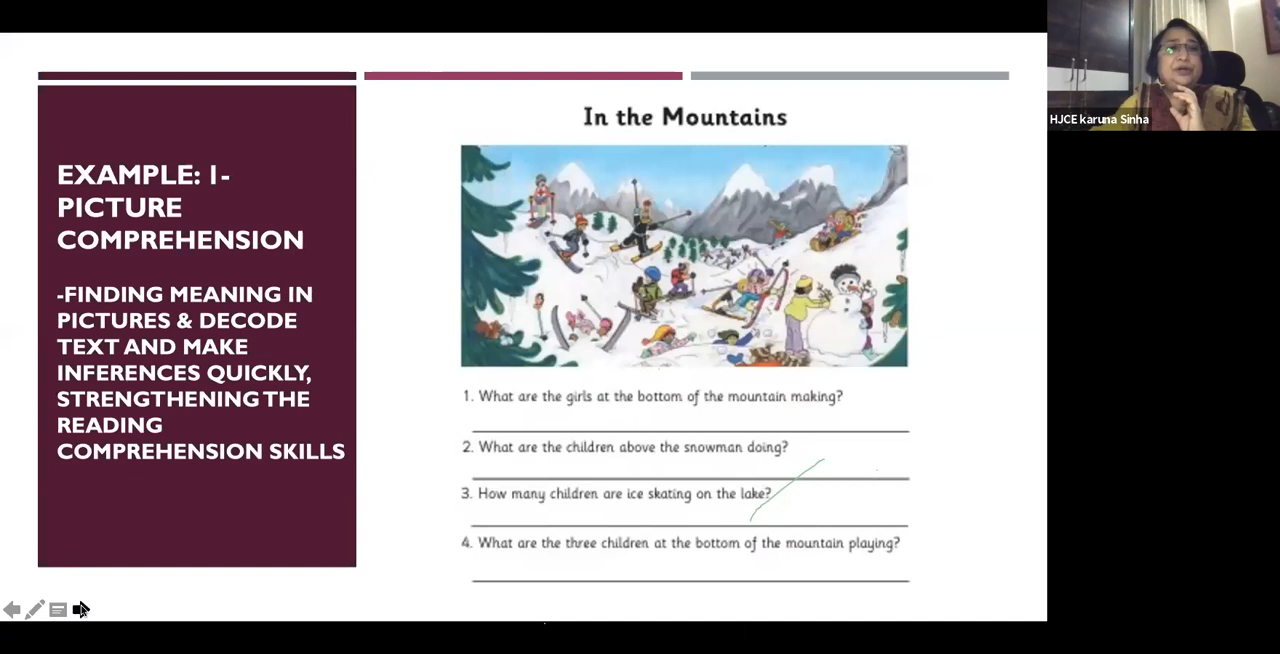 EXAMPLE: 1-
PICTURE
COMPREHENSION
-FINDING MEANING IN
PICTURES & DECODE
TEXT AND MAKE
INFERENCES QUICKLY,
STRENGTHENING THE
READING
COMPREHENSION SKILLS
In the Mountains
1. What are the girls at the bottom of the mountain making?
2. What are the children above the snowman doing?
3. How many children are ice skating on the lake?
4. What are the three children at the bottom of the mountain playing?
HJCE karuna Sinha